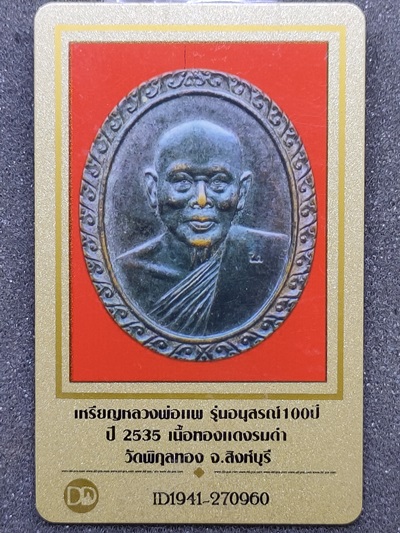 เหรียญหลวงพ่อแพ รุ่นอนุสรณ์100ปี
ปี 2535 เนื้อทองแดงรมดำ
วัดพิกุลทอง จ.สิงห์บุรี
DD
ID1941-270960